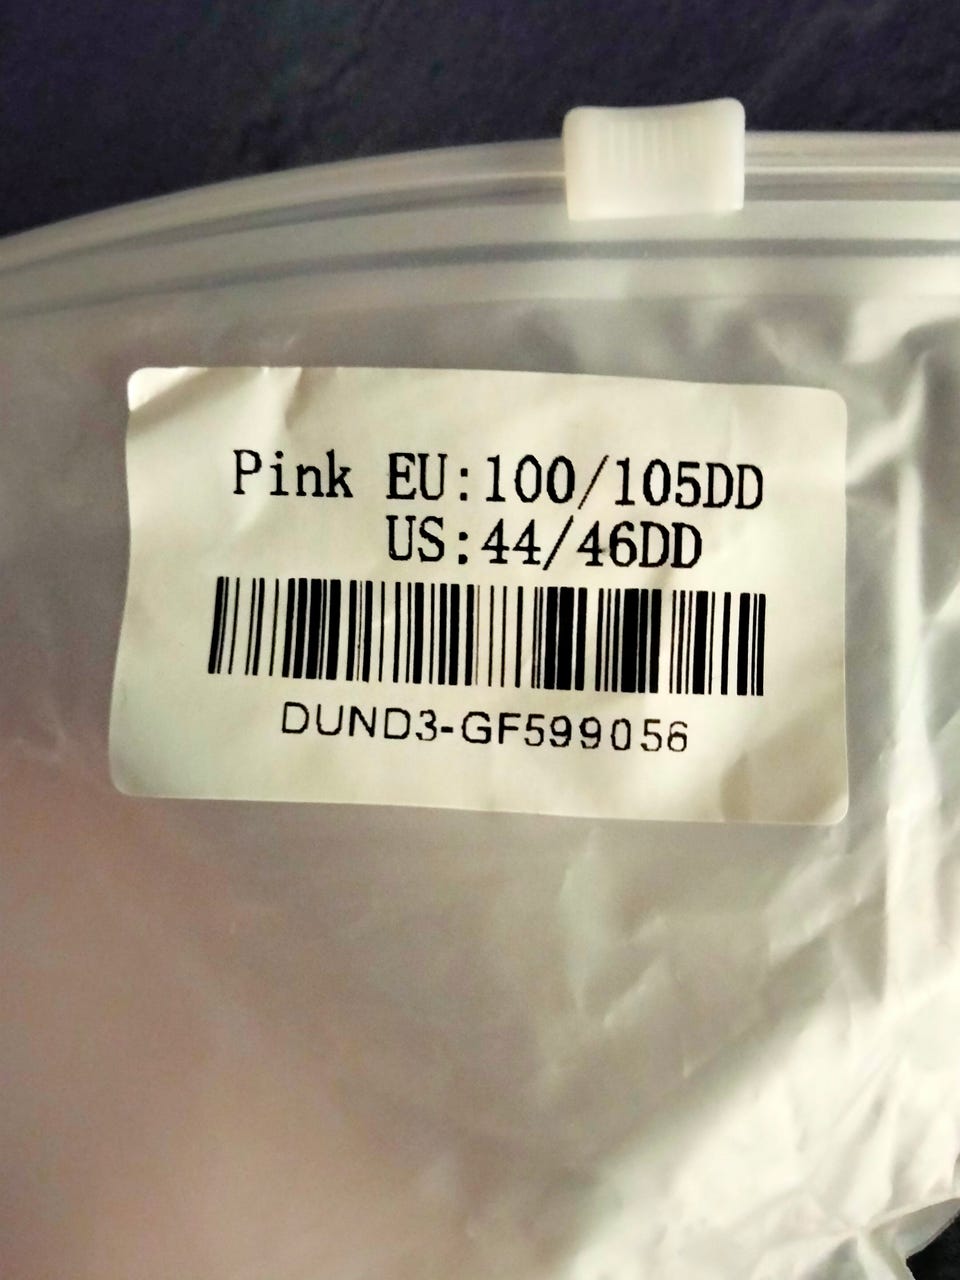 Pink EU:100/105DD
US:44/46DD
DUND3-GF599056